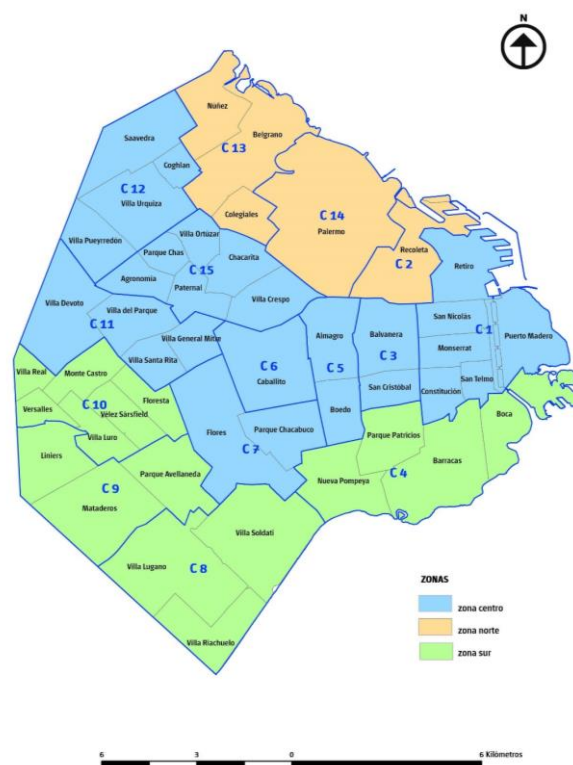 N
Núñez
Saavedra
Belgrano
Coghlan
C 13
C 12
Villa Urquiza
Colegiales
C 14
Palermo
Villa Pueyrredón
Villa Ortúzar
Parque Chas
Chacarita
Recoleta
C 2
Agronomía
C 15
Paternal
Retiro
Villa Devoto
Villa Crespo
Villa del Parque
C 11
San Nicolás
C 1
Puerto Madero
Villa General Mitre
Almagro
Balvanera
Monserrat
Villa Santa Rita
C 6
C 5
C 3
Villa Real
Monte Castro
Caballito
San Cristóbal
Constitución
San Telmo
C 10
Floresta
Versalles
Vélez Sársfield
Boedo
Boca
Villa Luro
Flores
Parque Chacabuco
Parque Patricios
C 7
Liniers
Parque Avellaneda
C 4
Barracas
C 9
Nueva Pompeya
Mataderos
Villa Soldati
Villa Lugano
C 8
Villa Riachuelo
ZONAS
zona centro
zona norte
zona sur
6 3 0 6 Kilómetros